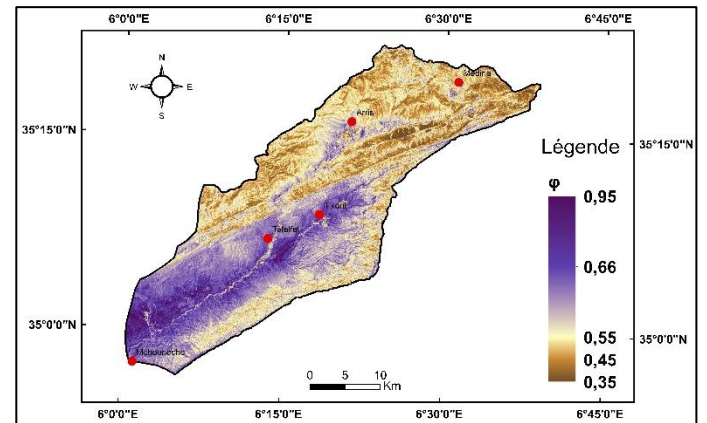 6°0'0"E 6°15'0"E 6°30'0"E 6°45'0"E
N
W E
S
Medina
Arris
35°15'0"N 35°15'0"N
Légende
φ
0,95
Tafelfel
0,66
35°0'0"N 35°0'0"N
0,55
0,45
0,35
Mchouneche
0 5 10
Km
6°0'0"E 6°15'0"E 6°30'0"E 6°45'0"E